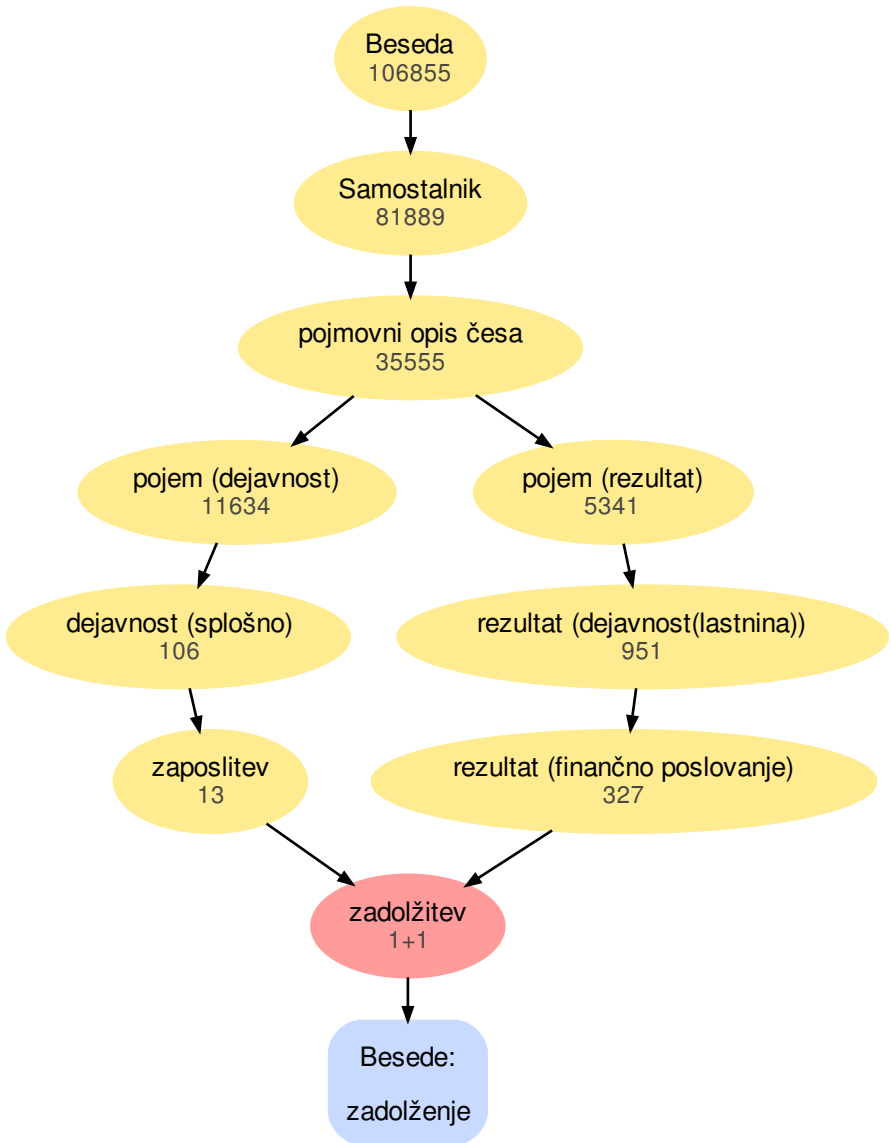 Beseda
106855
Samostalnik
81889
pojmovni opis česa
35555
pojem (dejavnost)
11634
pojem (rezultat)
5341
dejavnost (splošno)
106
rezultat (dejavnost(lastnina))
951
zaposlitev
13
rezultat (finančno poslovanje)
327
zadolžitev
1+1
Besede:
zadolženje